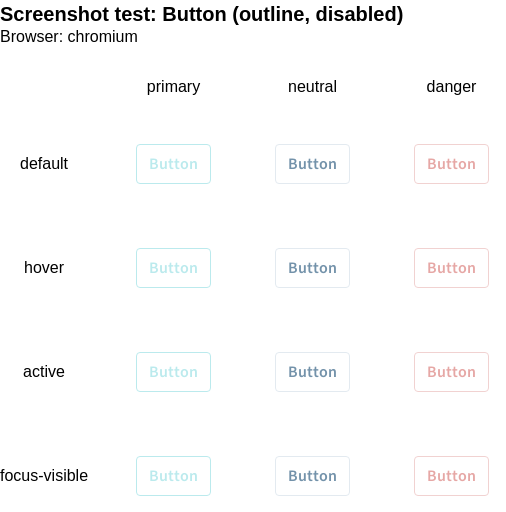 Screenshot test: Button (outline, disabled)
Browser: chromium
primary neutral danger
default Button Button Button
hover Button Button Button
active Button Button Button
focus-visible Button Button Button